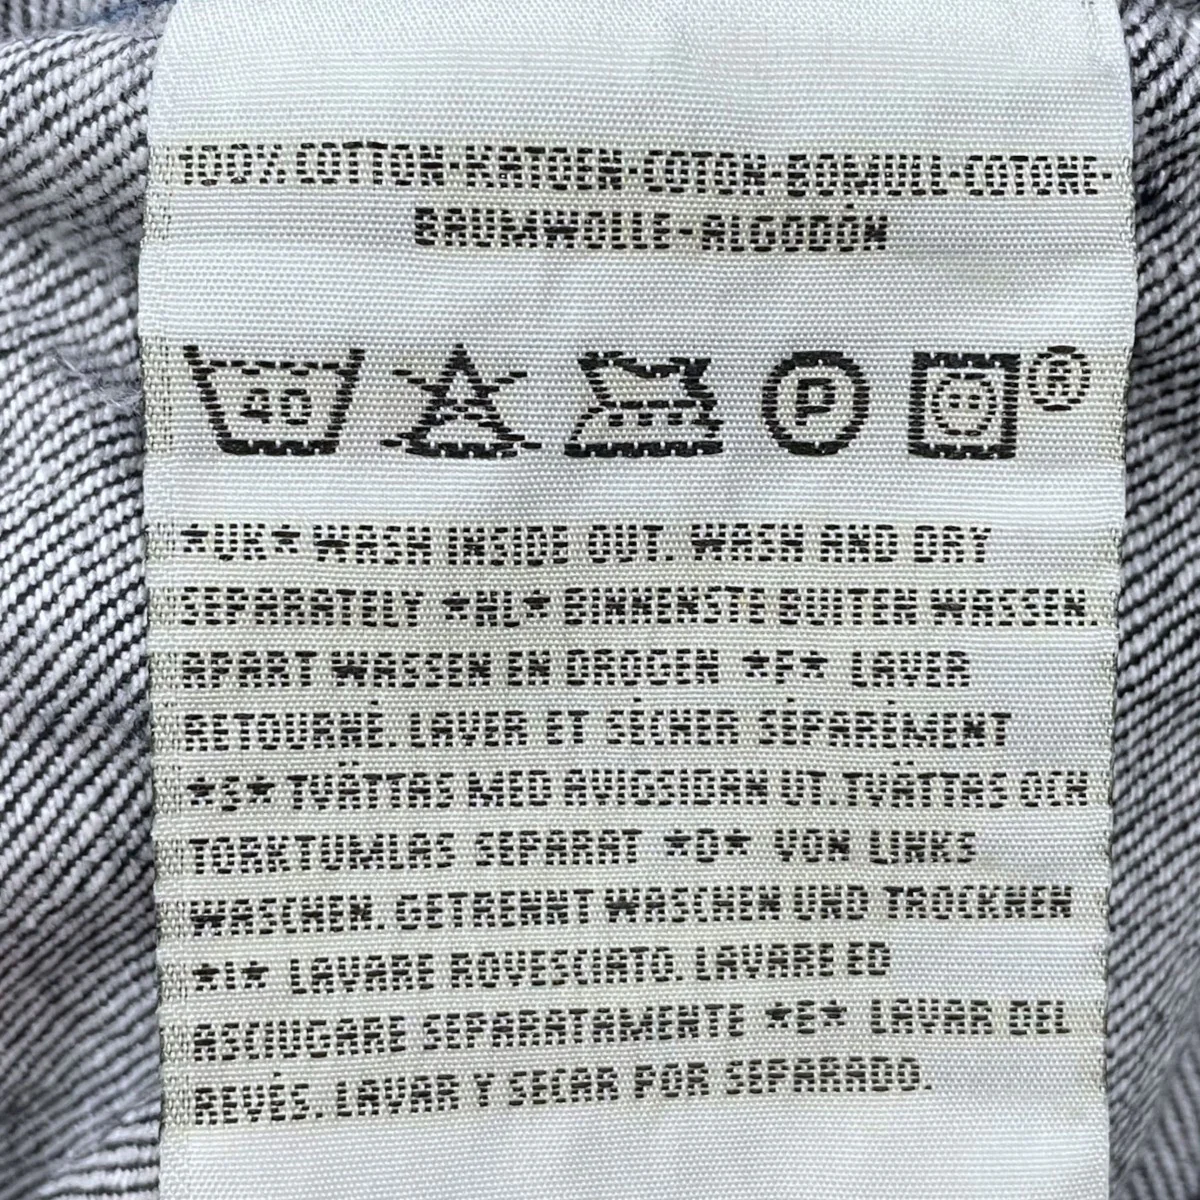 100% COTTON-KATOEN-COTON-BOMULL-COTONE-
BAUMWOLLE-ALGODÓN
40 P ®
*UK* WASH INSIDE OUT. WASH AND DRY
SEPARATELY *NL* BINNENSTE BUITEN WASSEN.
APART WASSEN EN DROGEN *F* LAVER
RETOURNÉ. LAVER ET SÉCHER SÉPARÉMENT
*S* TVÄTTAS MED AVIGSIDAN UT. TVÄTTAS OCH
TORKTUMLAS SEPARAT *D* VON LINKS
WASCHEN. GETRENNT WASCHEN UND TROCKNEN
*I* LAVARE ROVESCIATO. LAVARE ED
ASCIUGARE SEPARATAMENTE *E* LAVAR DEL
REVÉS. LAVAR Y SECAR POR SEPARADO.